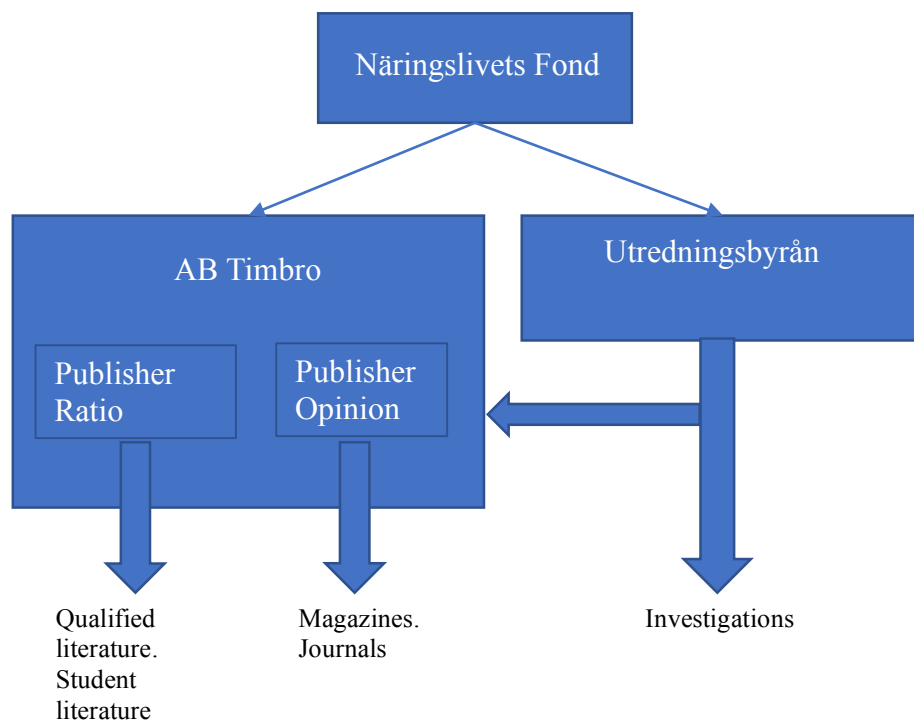 Näringslivets Fond
AB Timbro
Utredningsbyrån
Publisher
Ratio
Publisher
Opinion
Qualified
literature.
Student
literature
Magazines.
Journals
Investigations